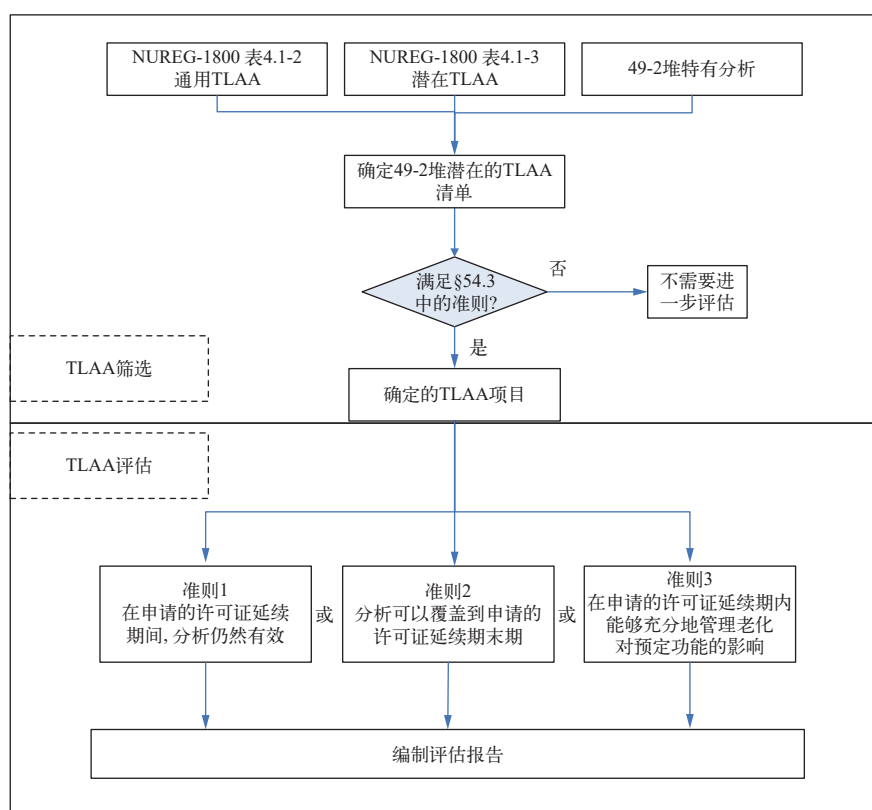 NUREG-1800 表4.1-2
通用TLAA
NUREG-1800 表4.1-3
潜在TLAA
49-2堆特有分析
确定49-2堆潜在的TLAA
清单
满足§54.3
中的准则?
否
不需要进
一步评估
是
TLAA筛选
确定的TLAA项目
TLAA评估
准则1
在申请的许可证延续
期间, 分析仍然有效
或
准则2
分析可以覆盖到申请的
许可证延续期末期
或
准则3
在申请的许可证延续期内
能够充分地管理老化
对预定功能的影响
编制评估报告